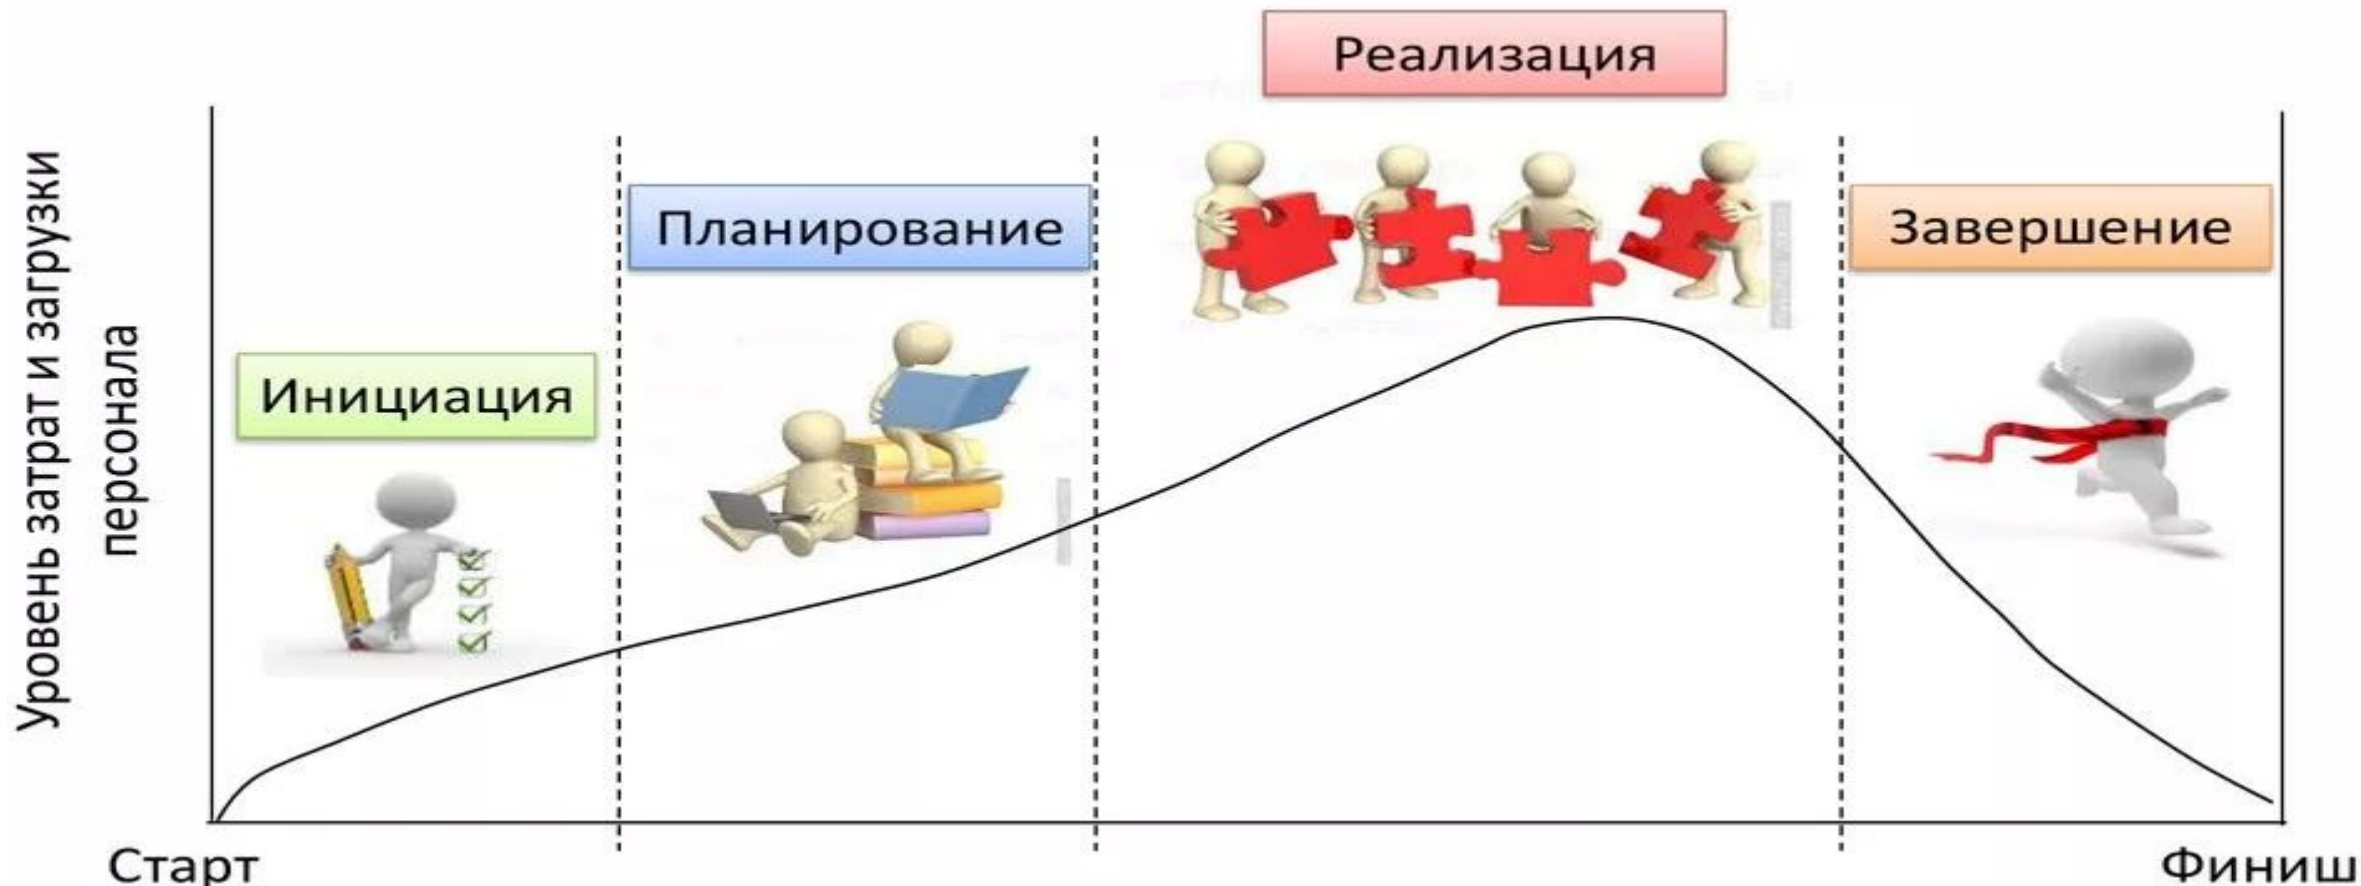 Реализация
Планирование
Завершение
Инициация
Уровень затрат и загрузки
персонала
Старт
Финиш